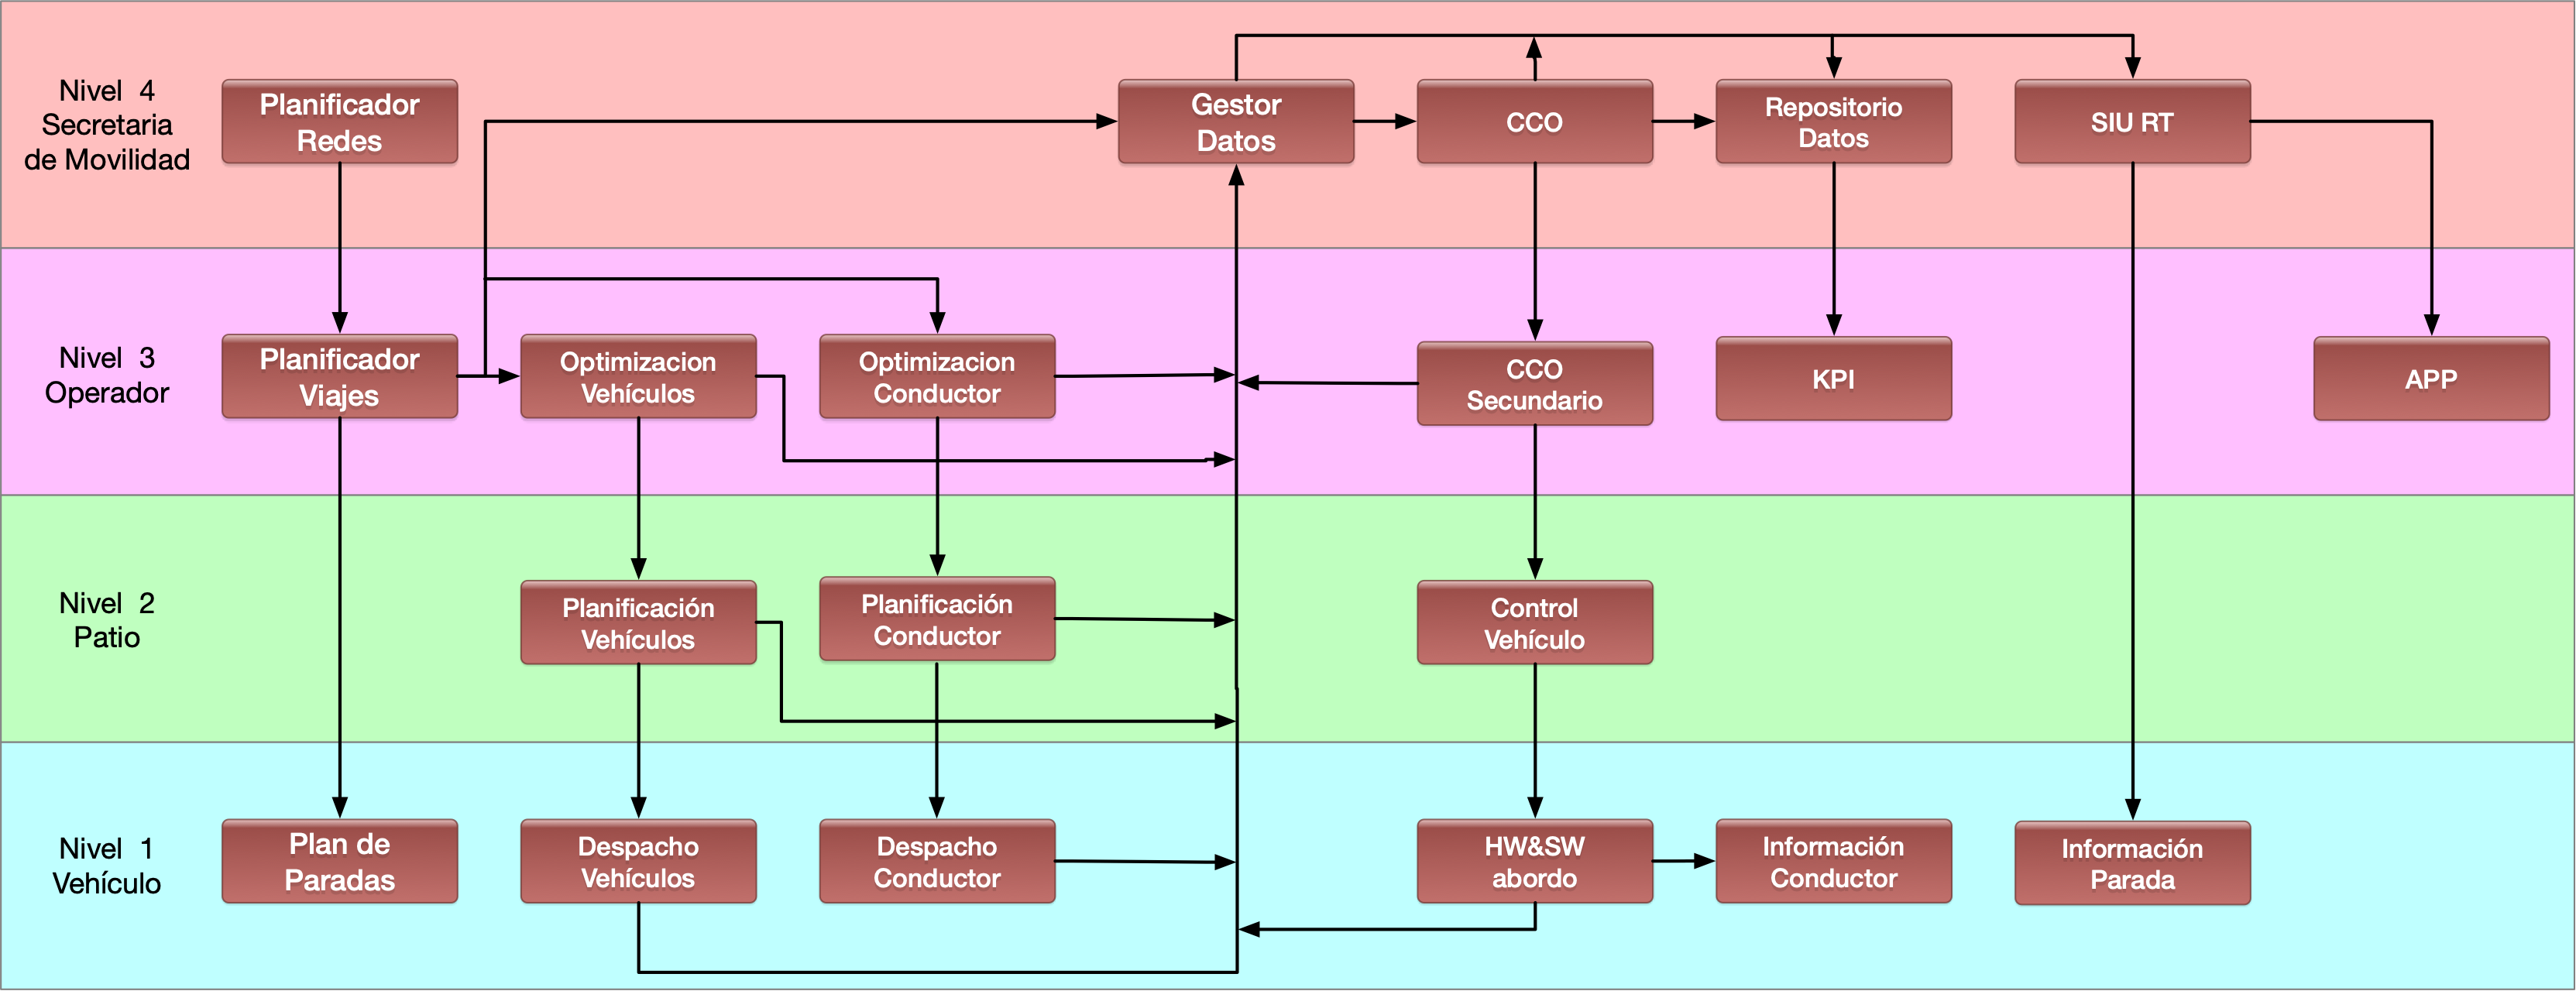 Nivel 4
Secretaria
de Movilidad
Planificador
Redes
Gestor
Datos
CCO
Repositorio
Datos
SIU RT
Nivel 3
Operador
Planificador
Viajes
Optimizacion
Vehículos
Optimizacion
Conductor
CCO
Secundario
KPI
APP
Nivel 2
Patio
Planificación
Vehículos
Planificación
Conductor
Control
Vehículo
Nivel 1
Vehículo
Plan de
Paradas
Despacho
Vehículos
Despacho
Conductor
HW&SW
abordo
Información
Conductor
Información
Parada